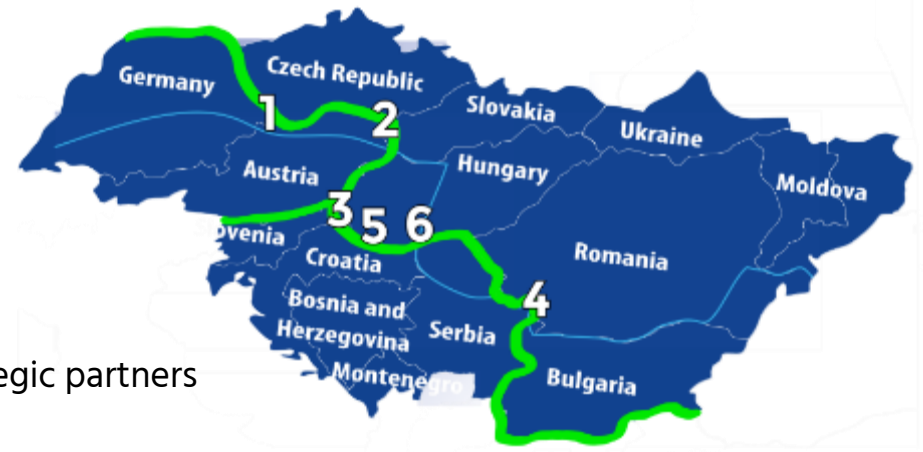 Germany
Czech Republic
Slovakia
Ukraine
1
2
Austria
Hungary
Moldova
3
5
6
ovenia
Croatia
Romania
Bosnia and
Herzegovina
4
Serbia
Montenegro
Bulgaria
egic partners